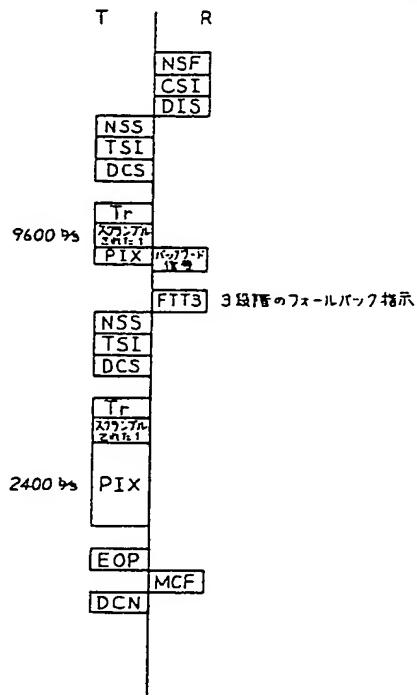 T R
NSF
CSI
DIS
NSS
TSI
DCS
Tr
9600 b/s
スクランブル
された1
PIX
バックワード
信号
FTT3 3段階のフォールバック指示
NSS
TSI
DCS
Tr
スクランブル
された1
2400 b/s PIX
EOP
MCF
DCN